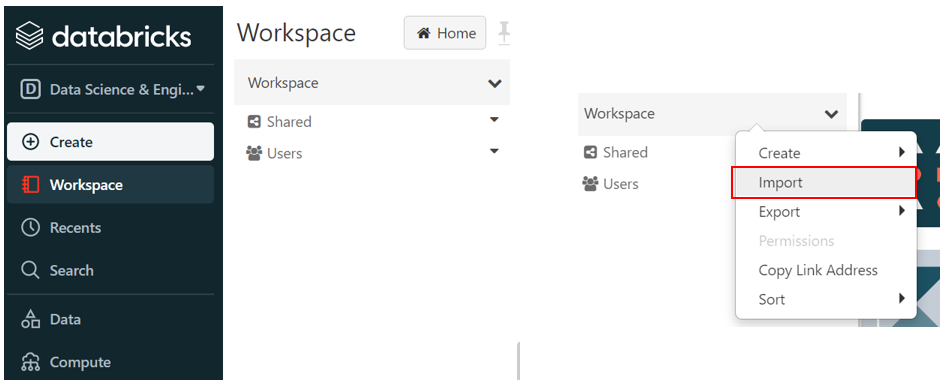 databricks
Data Science & Engi...
Create
Workspace
Recents
Search
Data
Compute
Workspace
Home
Workspace
Shared
Users
Workspace
Shared
Users
Create
Import
Export
Permissions
Copy Link Address
Sort